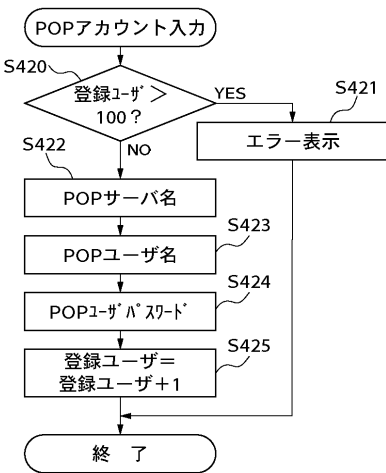 POPアカウント入力
S420
登録ﾕｰｻﾞ＞
100？
YES
S421
エラー表示
NO
S422
POPサーバ名
S423
POPユーザ名
S424
POPﾕｰｻﾞﾊﾟｽﾜｰﾄﾞ
S425
登録ユーザ＝
登録ユーザ＋1
終　了